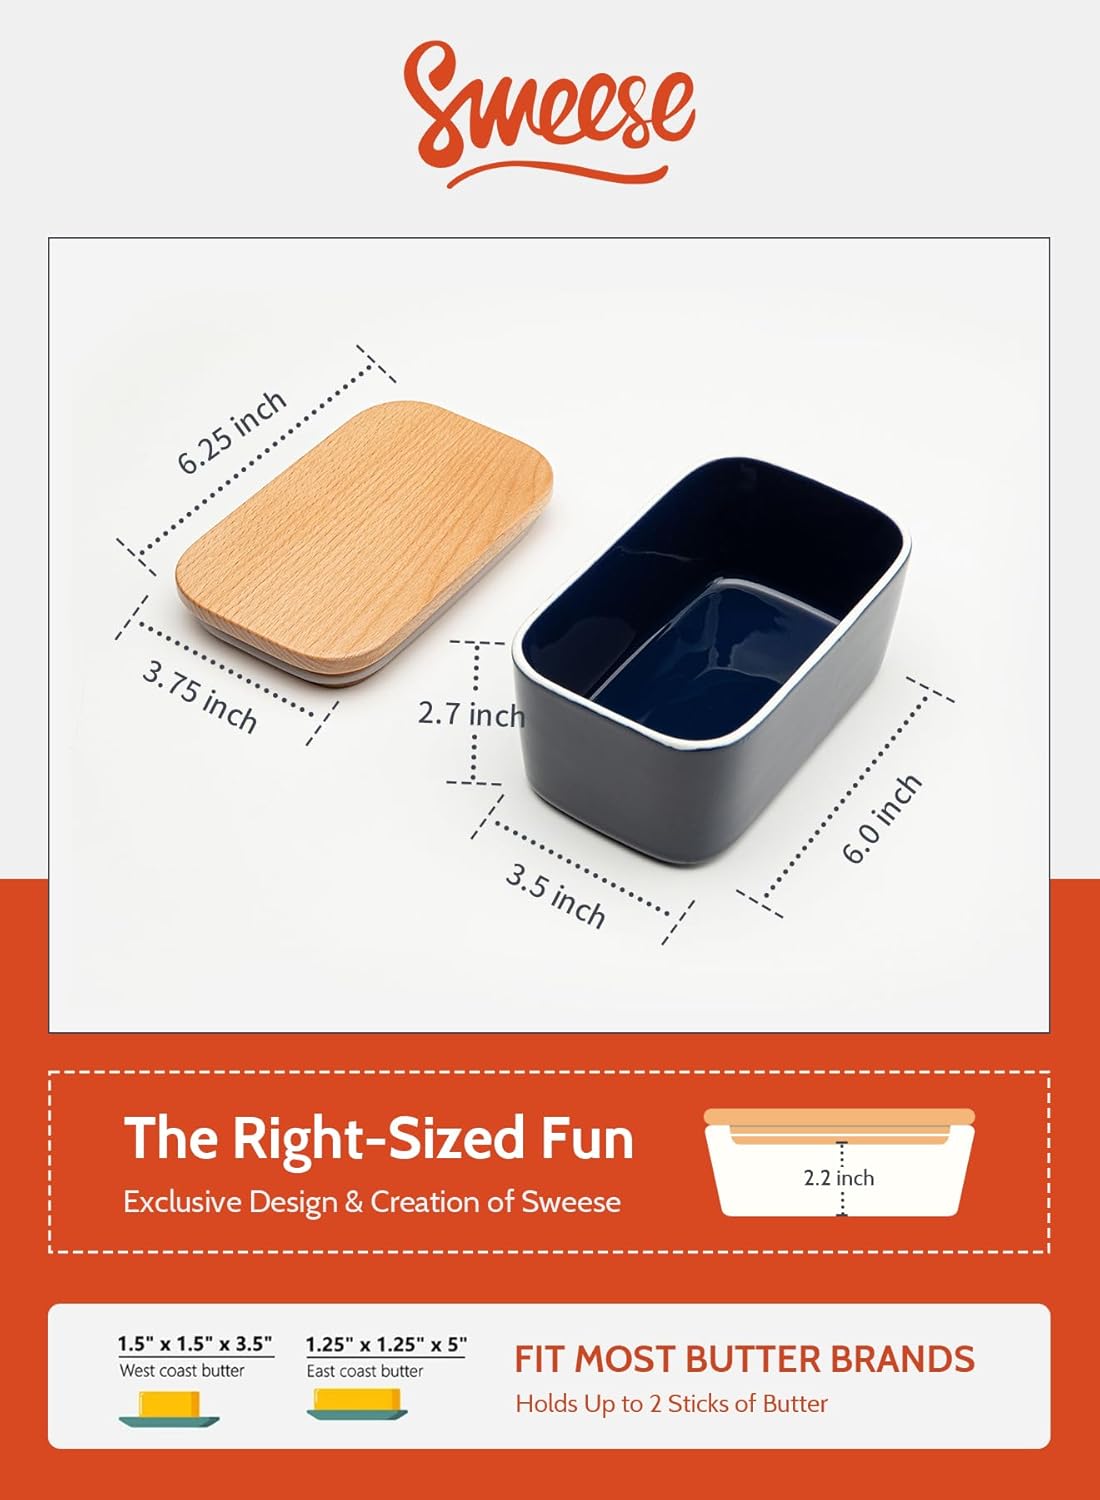 Sweese
6.25 inch
3.75 inch
2.7 inch
3.5 inch
6.0 inch
The Right-Sized Fun
Exclusive Design & Creation of Sweese
2.2 inch
1.5" x 1.5" x 3.5"
West coast butter
1.25" x 1.25" x 5"
East coast butter
FIT MOST BUTTER BRANDS
Holds Up to 2 Sticks of Butter